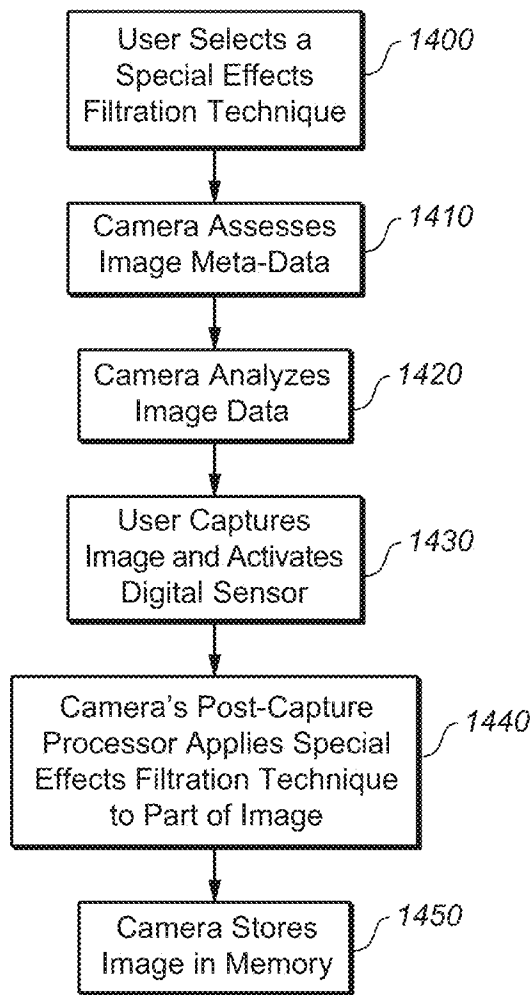 User Selects a
Special Effects
Filtration Technique
1400
Camera Assesses
Image Meta-Data
1410
Camera Analyzes
Image Data
1420
User Captures
Image and Activates
Digital Sensor
1430
Camera's Post-Capture
Processor Applies Special
Effects Filtration Technique
to Part of Image
1440
Camera Stores
Image in Memory
1450